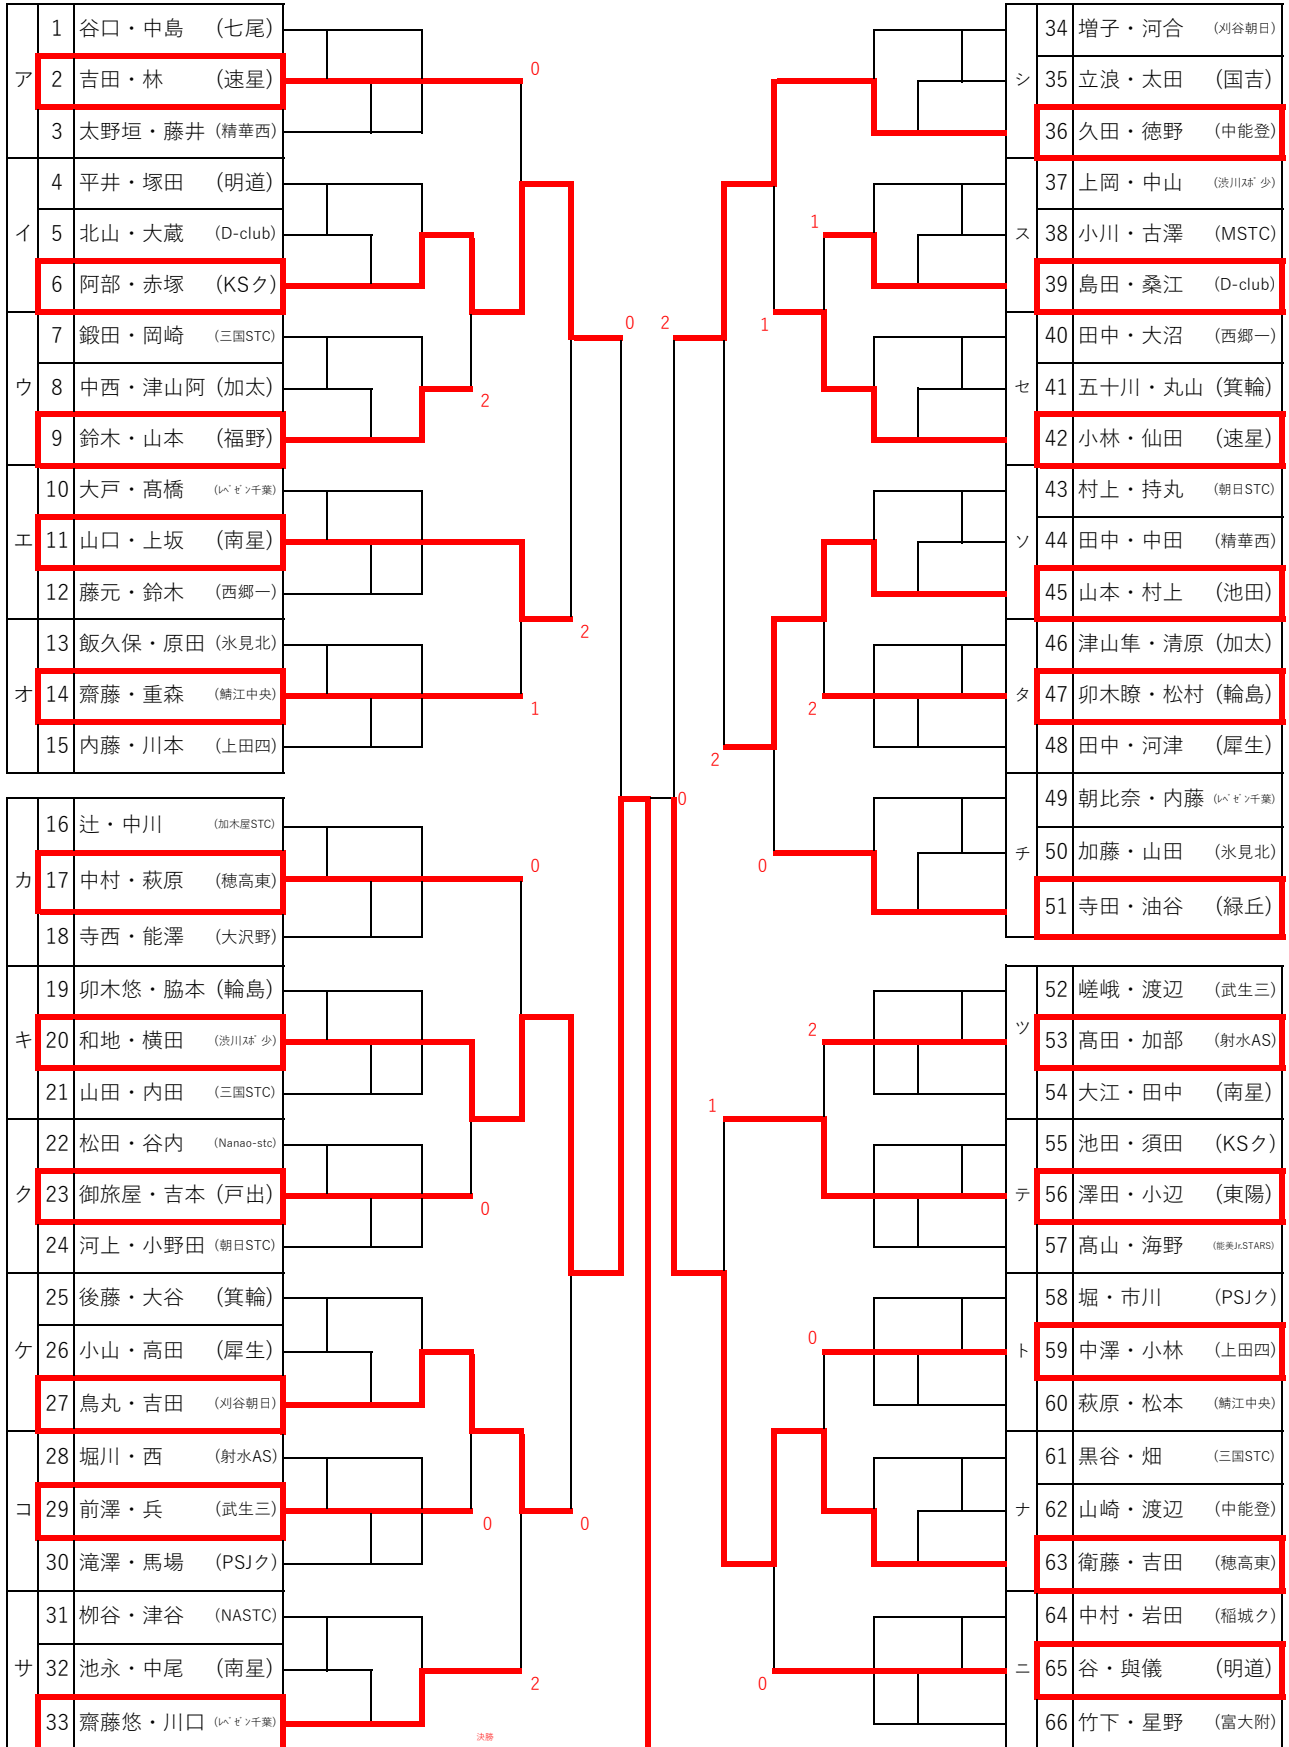 ア
1 谷口・中島 (七尾)
2 吉田・林 (速星)
3 太野垣・藤井 (精華西)
イ
4 平井・塚田 (明道)
5 北山・大蔵 (D-club)
6 阿部・赤塚 (KSク)
ウ
7 鍛田・岡崎 (三国STC)
8 中西・津山阿 (加太)
9 鈴木・山本 (福野)
エ
10 大戸・髙橋 (ﾚﾍﾞｾﾞﾝ千葉)
11 山口・上坂 (南星)
12 藤元・鈴木 (西郷一)
オ
13 飯久保・原田 (氷見北)
14 齋藤・重森 (鯖江中央)
15 内藤・川本 (上田四)
カ
16 辻・中川 (加木屋STC)
17 中村・萩原 (穂高東)
18 寺西・能澤 (大沢野)
キ
19 卯木悠・脇本 (輪島)
20 和地・横田 (渋川ｽﾎﾟ少)
21 山田・内田 (三国STC)
ク
22 松田・谷内 (Nanao-stc)
23 御旅屋・吉本 (戸出)
24 河上・小野田 (朝日STC)
ケ
25 後藤・大谷 (箕輪)
26 小山・高田 (犀生)
27 鳥丸・吉田 (刈谷朝日)
コ
28 堀川・西 (射水AS)
29 前澤・兵 (武生三)
30 滝澤・馬場 (PSJク)
サ
31 栁谷・津谷 (NASTC)
32 池永・中尾 (南星)
33 齋藤悠・川口 (ﾚﾍﾞｾﾞﾝ千葉)
0
2
2
1
0
0
0
0
0
2
0
決勝
2
0
1
1
2
2
0
2
1
0
0
シ
34 増子・河合 (刈谷朝日)
35 立浪・太田 (国吉)
36 久田・徳野 (中能登)
ス
37 上岡・中山 (渋川ｽﾎﾟ少)
38 小川・古澤 (MSTC)
39 島田・桑江 (D-club)
セ
40 田中・大沼 (西郷一)
41 五十川・丸山 (箕輪)
42 小林・仙田 (速星)
ソ
43 村上・持丸 (朝日STC)
44 田中・中田 (精華西)
45 山本・村上 (池田)
タ
46 津山隼・清原 (加太)
47 卯木瞭・松村 (輪島)
48 田中・河津 (犀生)
チ
49 朝比奈・内藤 (ﾚﾍﾞｾﾞﾝ千葉)
50 加藤・山田 (氷見北)
51 寺田・油谷 (緑丘)
ツ
52 嵯峨・渡辺 (武生三)
53 髙田・加部 (射水AS)
54 大江・田中 (南星)
テ
55 池田・須田 (KSク)
56 澤田・小辺 (東陽)
57 髙山・海野 (能美Jr.STARS)
ト
58 堀・市川 (PSJク)
59 中澤・小林 (上田四)
60 萩原・松本 (鯖江中央)
ナ
61 黒谷・畑 (三国STC)
62 山崎・渡辺 (中能登)
63 衛藤・吉田 (穂高東)
ニ
64 中村・岩田 (稲城ク)
65 谷・與儀 (明道)
66 竹下・星野 (富大附)